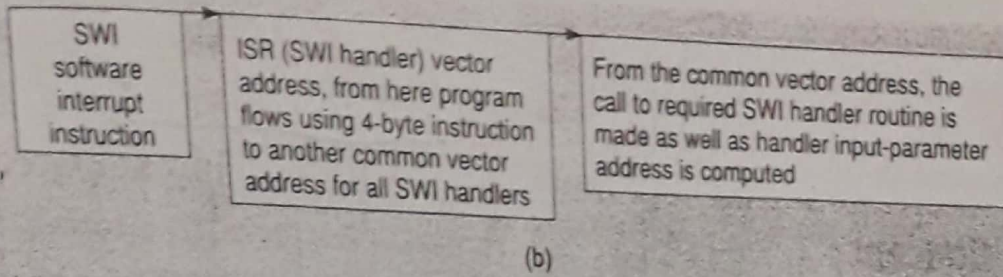 SWI
software
interrupt
instruction
ISR (SWI handler) vector
address, from here program
flows using 4-byte instruction
to another common vector
address for all SWI handlers
From the common vector address, the
call to required SWI handler routine is
made as well as handler input-parameter
address is computed
(b)